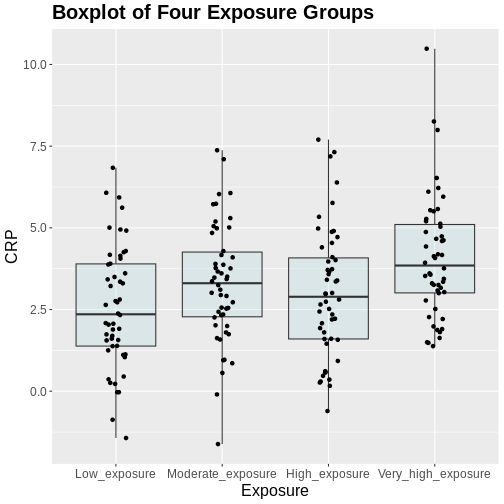 Boxplot of Four Exposure Groups
10.0
7.5
5.0
2.5
0.0
CRP
Low_exposure Moderate_exposure High_exposure Very_high_exposure
Exposure